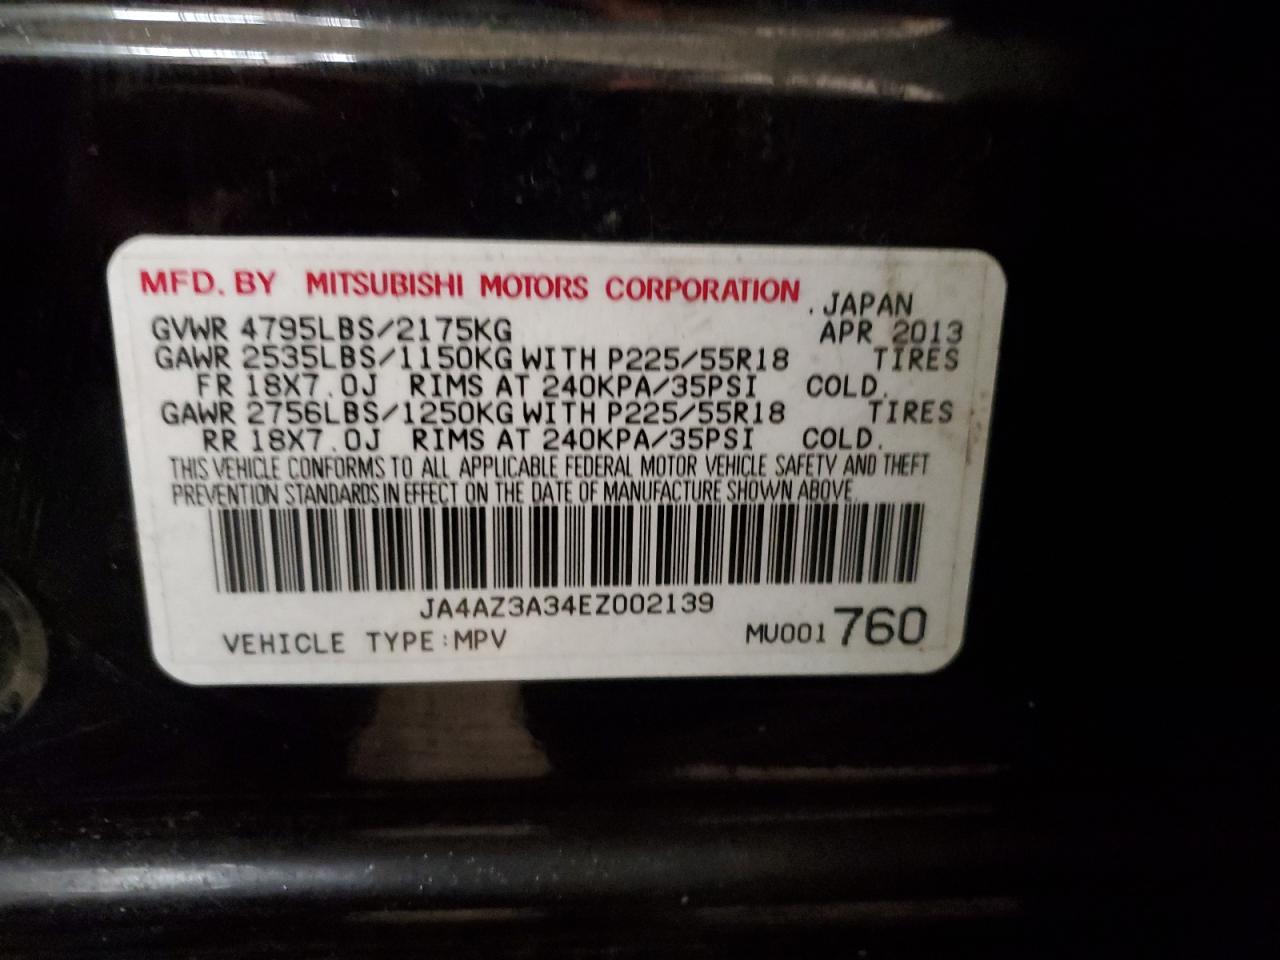 MFD. BY MITSUBISHI MOTORS CORPORATION
. JAPAN
GVWR 4795LBS/2175KG APR 2013
GAWR 2535LBS/1150KG WITH P225/55R18 TIRES
FR 18X7.0J RIMS AT 240KPA/35PSI COLD.
GAWR 2756LBS/1250KG WITH P225/55R18 TIRES
RR 18X7.0J RIMS AT 240KPA/35PSI COLD.
THIS VEHICLE CONFORMS TO ALL APPLICABLE FEDERAL MOTOR VEHICLE SAFETY AND THEFT
PREVENTION STANDARDS IN EFFECT ON THE DATE OF MANUFACTURE SHOWN ABOVE.
JA4AZ3A34EZ002139
VEHICLE TYPE:MPV MU001 760